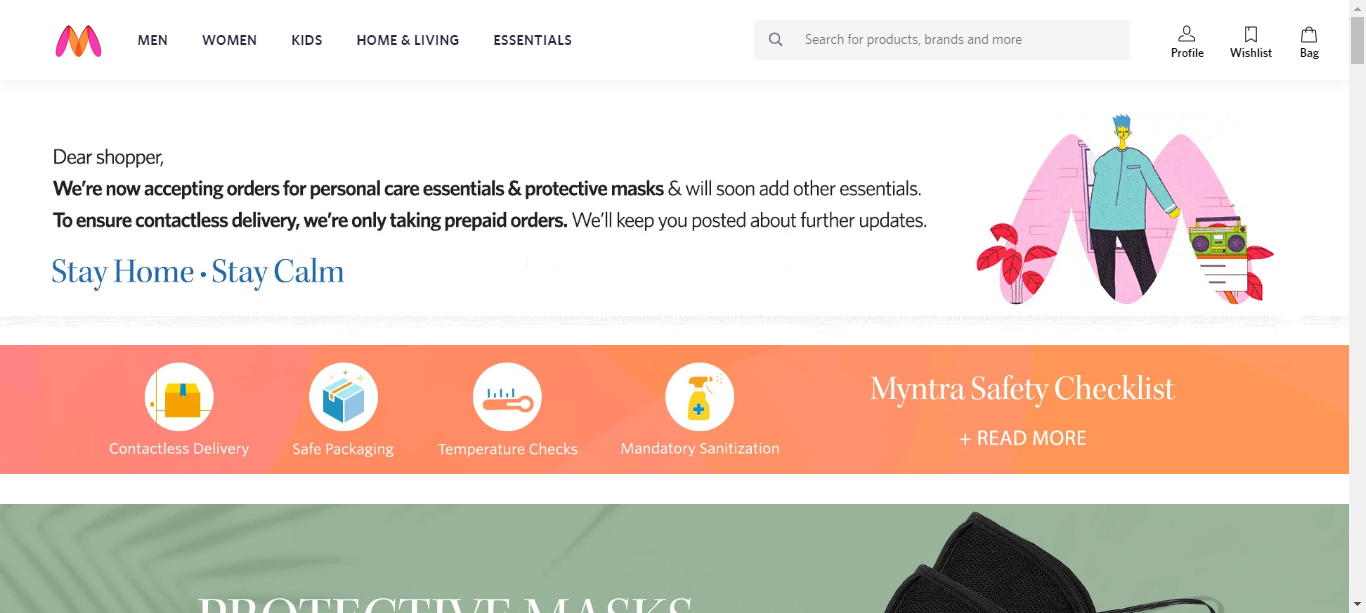 MEN WOMEN KIDS HOME & LIVING ESSENTIALS
Search for products, brands and more
Profile Wishlist Bag
Dear shopper,
We're now accepting orders for personal care essentials & protective masks & will soon add other essentials.
To ensure contactless delivery, we're only taking prepaid orders. We'll keep you posted about further updates.
Stay Home • Stay Calm
Contactless Delivery
Safe Packaging
Temperature Checks
Mandatory Sanitization
Myntra Safety Checklist
+ READ MORE
PROTECTIVE MASKS